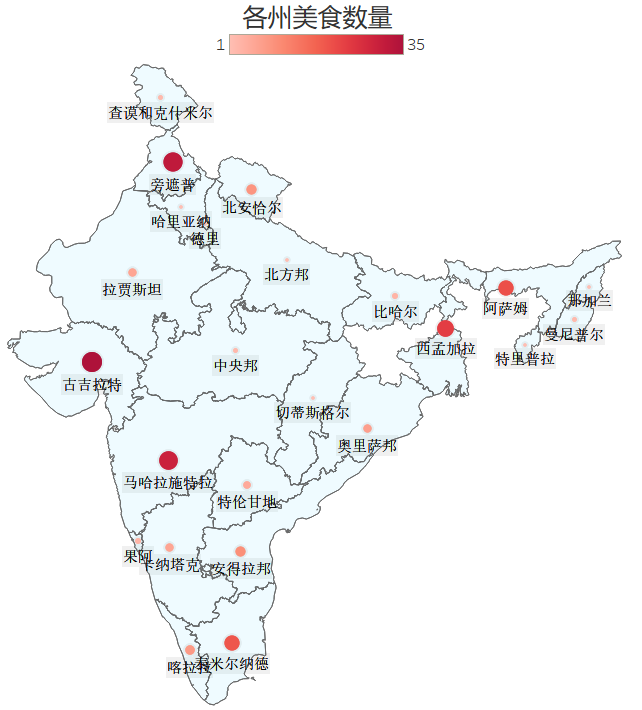 各州美食数量
1 35
查谟和克什米尔
旁遮普
北安恰尔
哈里亚纳
德里
北方邦
拉贾斯坦
那加兰
阿萨姆
比哈尔
曼尼普尔
西孟加拉
特里普拉
中央邦
古吉拉特
切蒂斯格尔
奥里萨邦
马哈拉施特拉
特伦甘地
果阿
卡纳塔克
安得拉邦
喀拉拉
泰米尔纳德